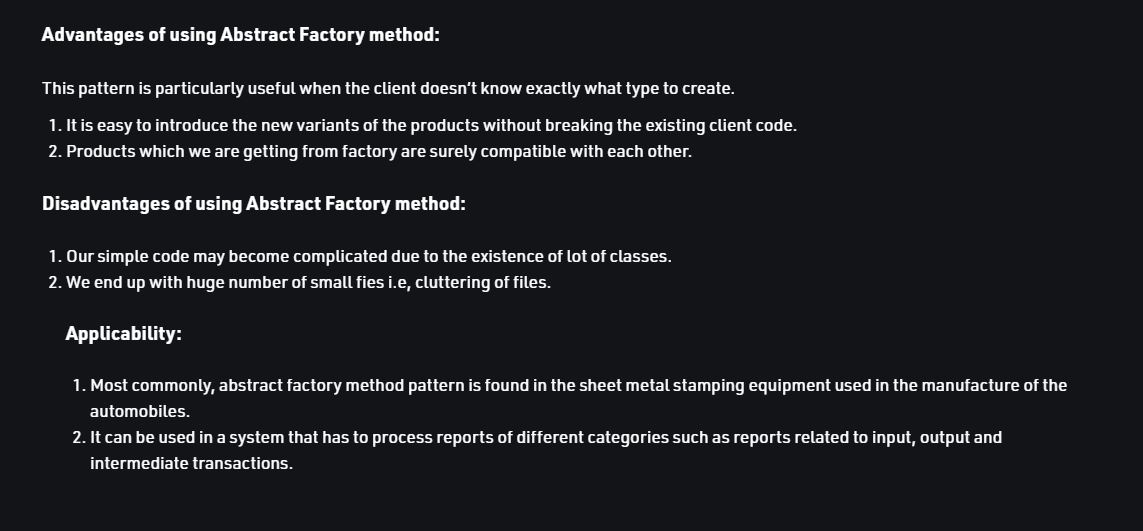 Advantages of using Abstract Factory method:
This pattern is particularly useful when the client doesn’t know exactly what type to create.
1. It is easy to introduce the new variants of the products without breaking the existing client code.
2. Products which we are getting from factory are surely compatible with each other.
Disadvantages of using Abstract Factory method:
1. Our simple code may become complicated due to the existence of lot of classes.
2. We end up with huge number of small fies i.e, cluttering of files.
Applicability:
1. Most commonly, abstract factory method pattern is found in the sheet metal stamping equipment used in the manufacture of the
automobiles.
2. It can be used in a system that has to process reports of different categories such as reports related to input, output and
intermediate transactions.